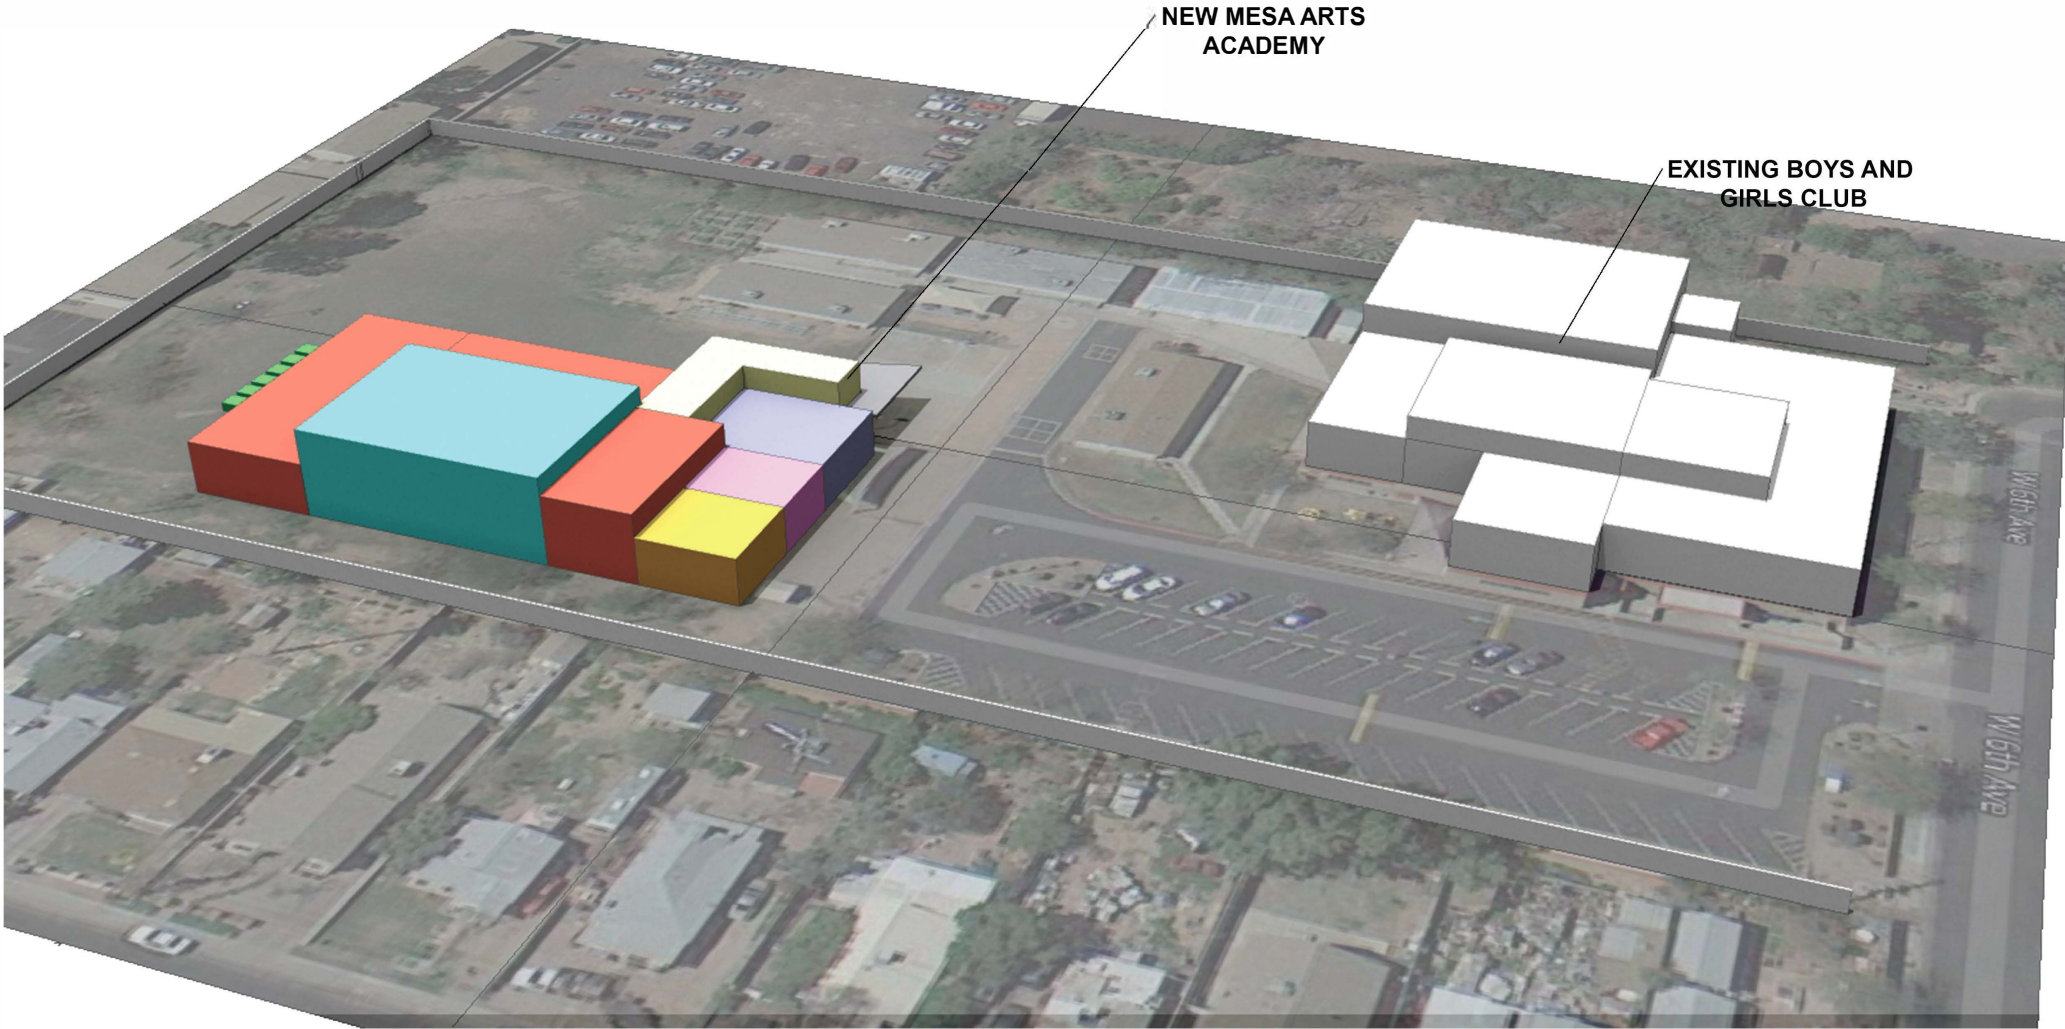 NEW MESA ARTS
ACADEMY
EXISTING BOYS AND
GIRLS CLUB
W 6th Ave
W 6th Ave